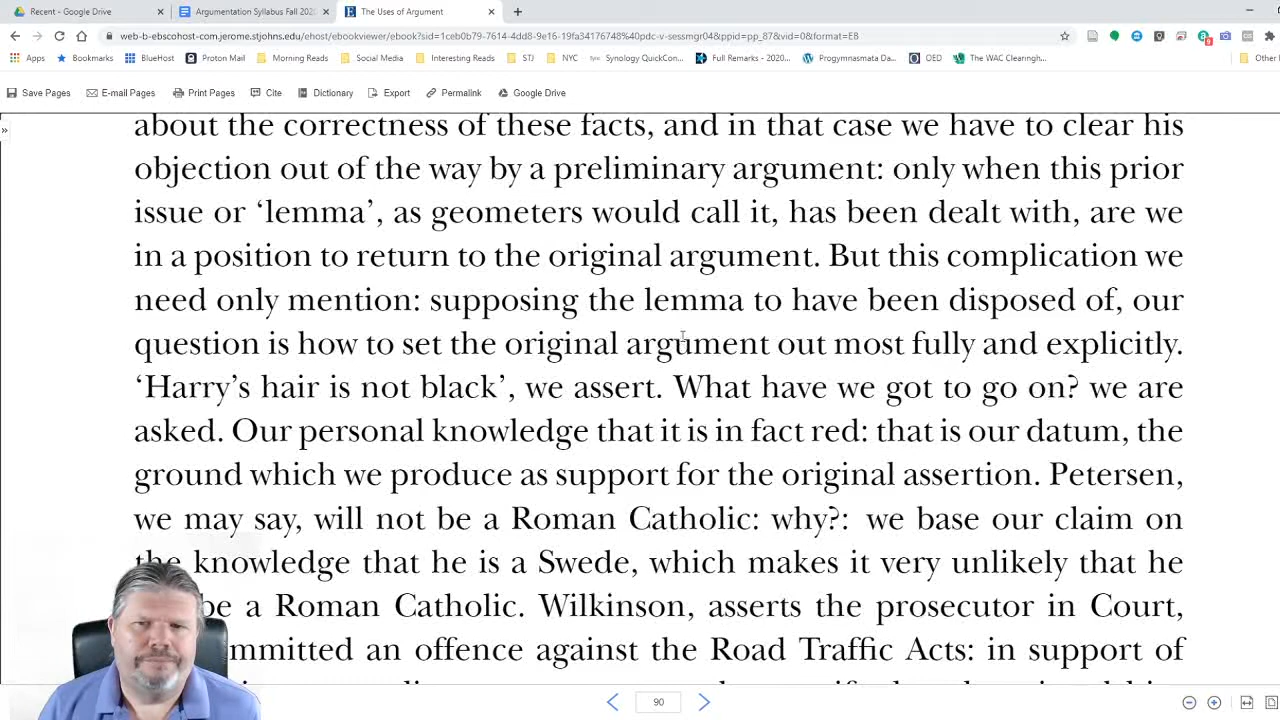 Recent - Google Drive
Argumentation Syllabus Fall 202
The Uses of Argument
web-b-ebscohost-com.jerome.stjohns.edu/ehost/ebookviewer/ebook?sid=1ceb0b79-7614-4dd8-9e16-19fa34176748%40pdc-v-sessmgr04&ppid=pp_87&vid=0&format=EB
Apps Bookmarks BlueHost Proton Mail Morning Reads Social Media Interesting Reads STJ NYC Synology QuickCon... Full Remarks - 2020... Progymnasmata Da... OED The WAC Clearingh... Other
Save Pages E-mail Pages Print Pages Cite Dictionary Export Permalink Google Drive
about the correctness of these facts, and in that case we have to clear his
objection out of the way by a preliminary argument: only when this prior
issue or ‘lemma’, as geometers would call it, has been dealt with, are we
in a position to return to the original argument. But this complication we
need only mention: supposing the lemma to have been disposed of, our
question is how to set the original argument out most fully and explicitly.
‘Harry’s hair is not black’, we assert. What have we got to go on? we are
asked. Our personal knowledge that it is in fact red: that is our datum, the
ground which we produce as support for the original assertion. Petersen,
we may say, will not be a Roman Catholic: why?: we base our claim on
the knowledge that he is a Swede, which makes it very unlikely that he
be a Roman Catholic. Wilkinson, asserts the prosecutor in Court,
mmitted an offence against the Road Traffic Acts: in support of
90